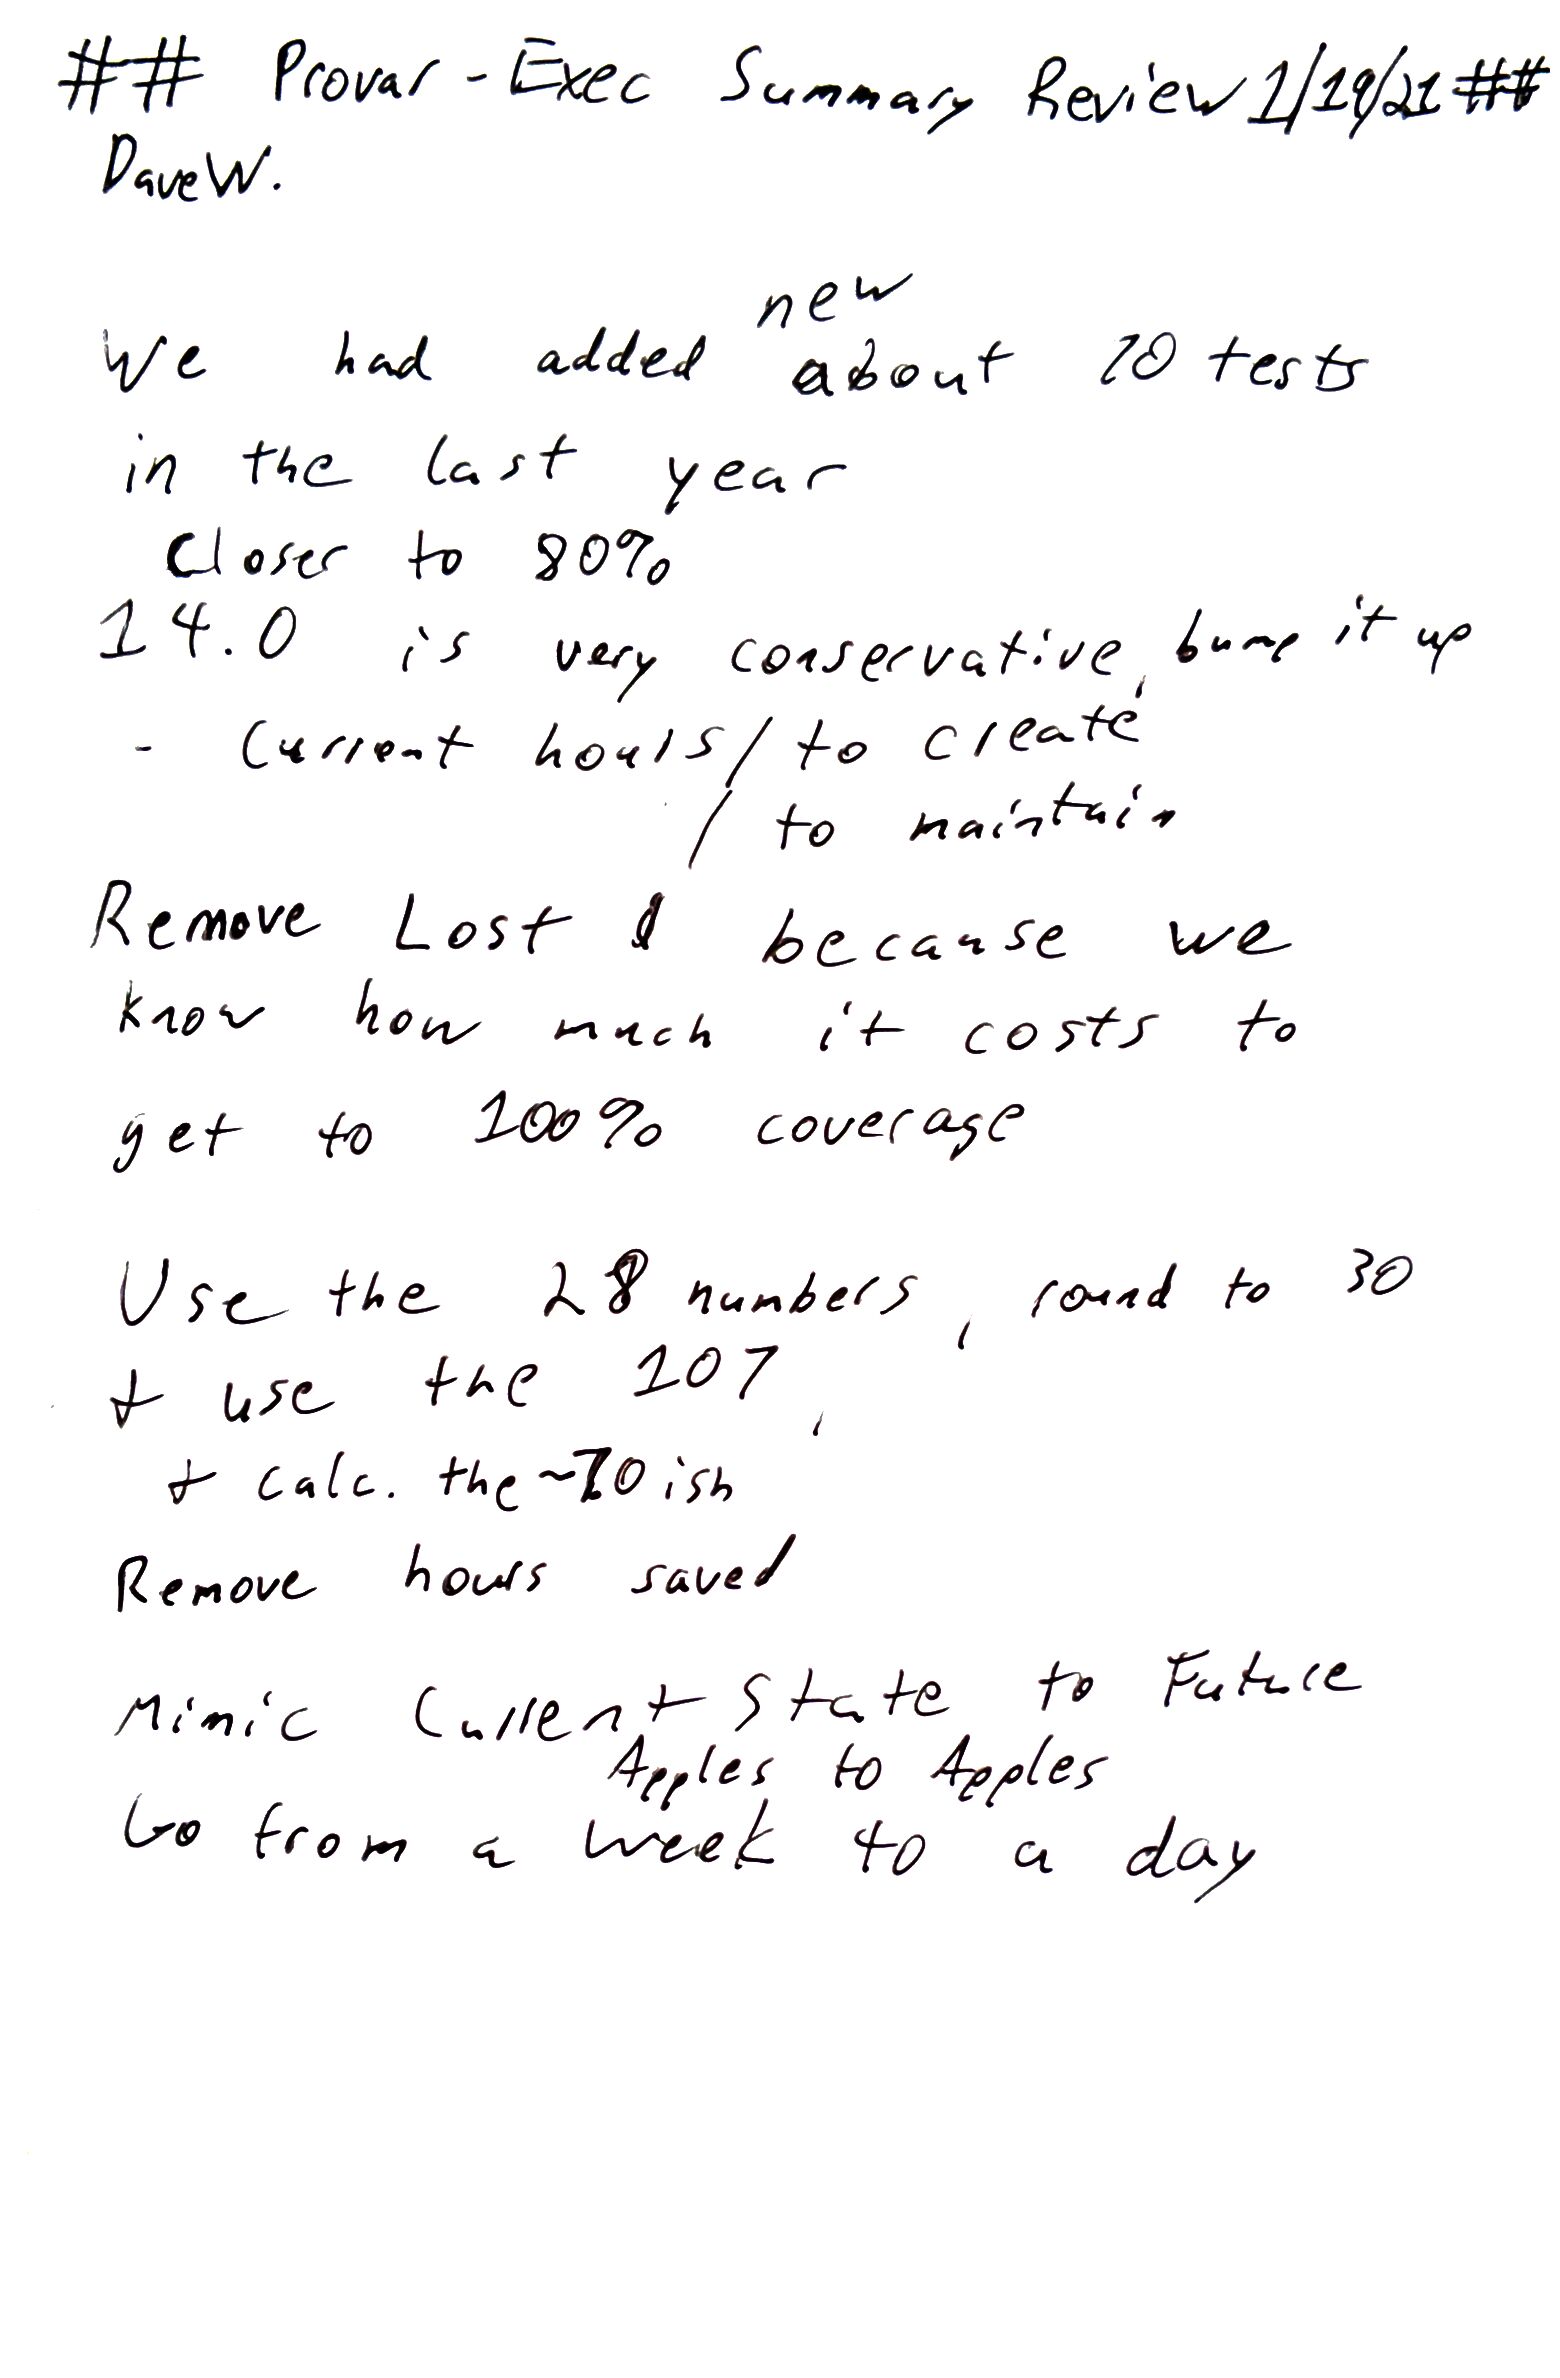 ## Provar - Exec Summary Review 1/19/21 ##
Dave W.
new
We had added about 10 tests
in the last year
Closer to 80%
14.0 is very conservative, bump it up
- Current hours / to create
/ to maintain
Remove Lost because we
know how much it costs to
get to 100% coverage
Use the 28 numbers, round to 30
+ use the 107,
+ calc. the ~70ish
Remove hours saved
Mimic Current State to Future
Apples to Apples
Go from a week to a day